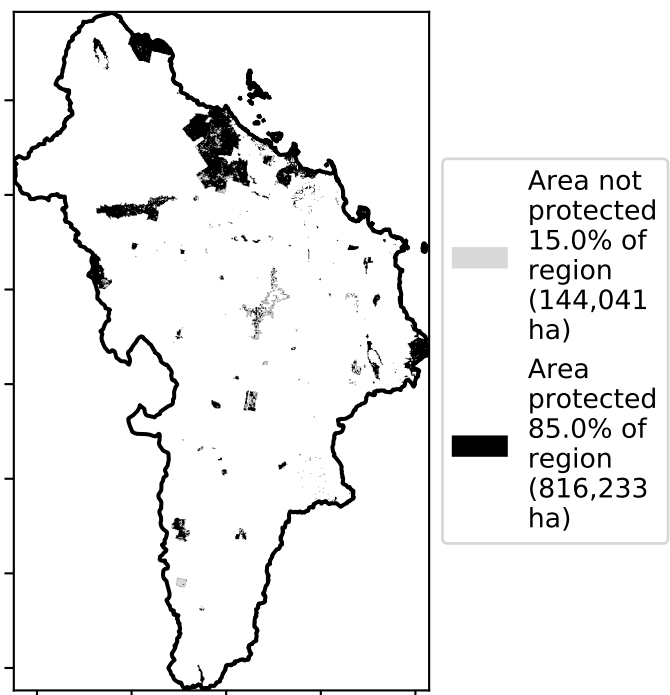 Area not
protected
15.0% of
region
(144,041
ha)
Area
protected
85.0% of
region
(816,233
ha)